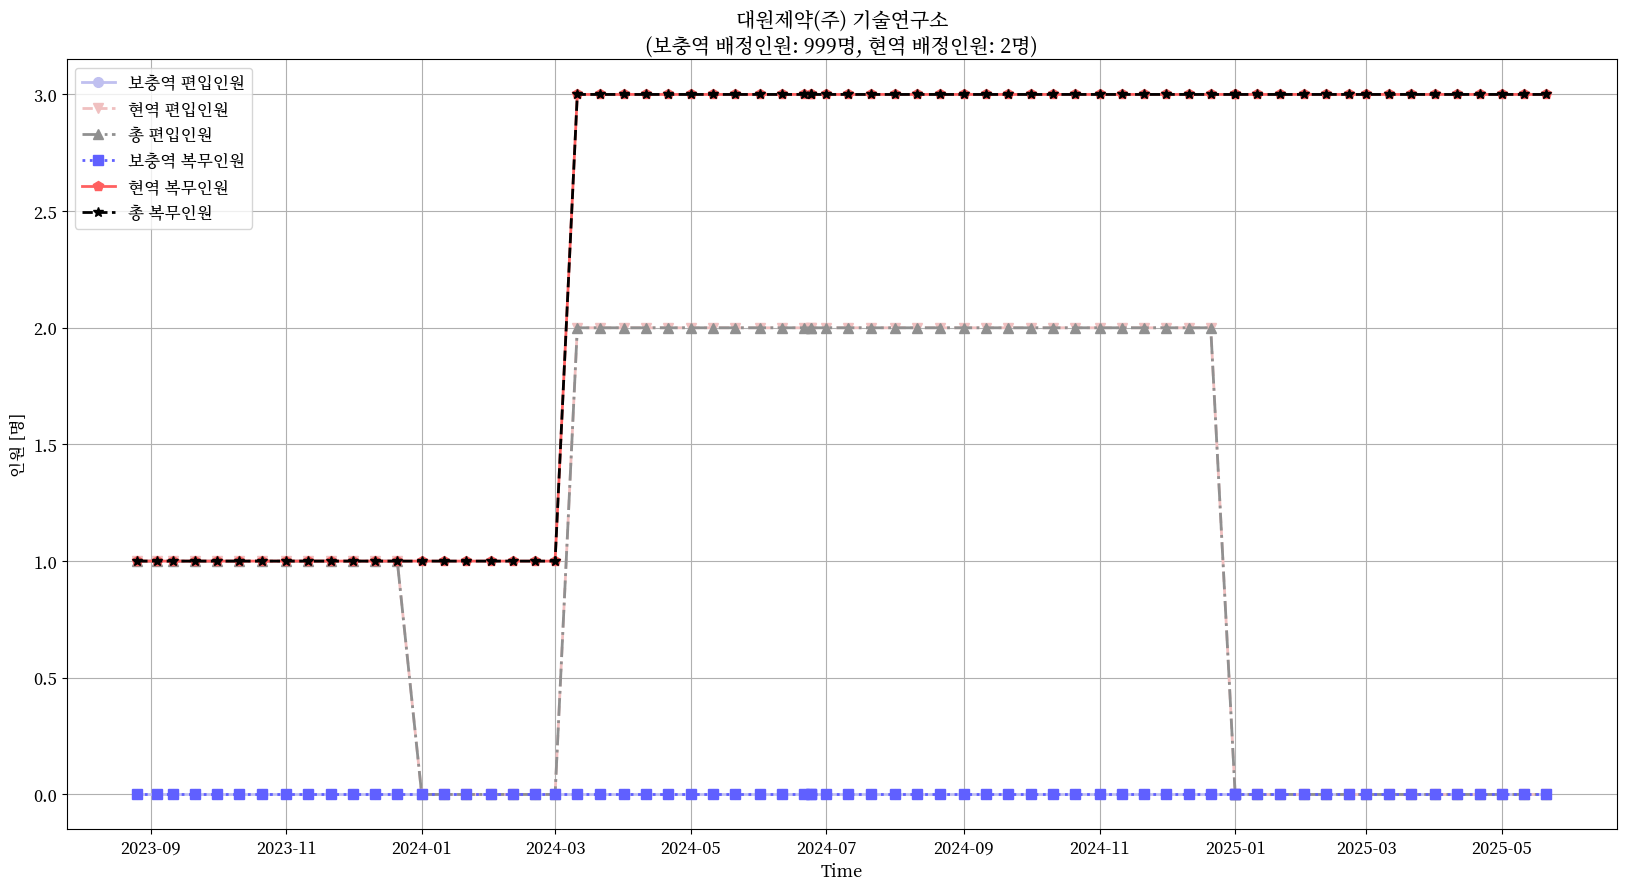 대원제약(주) 기술연구소
(보충역 배정인원: 999명, 현역 배정인원: 2명)
보충역 편입인원
현역 편입인원
총 편입인원
보충역 복무인원
현역 복무인원
총 복무인원
3.0
2.5
2.0
1.5
1.0
0.5
0.0
인원 [명]
2023-09
2023-11
2024-01
2024-03
2024-05
2024-07
2024-09
2024-11
2025-01
2025-03
2025-05
Time